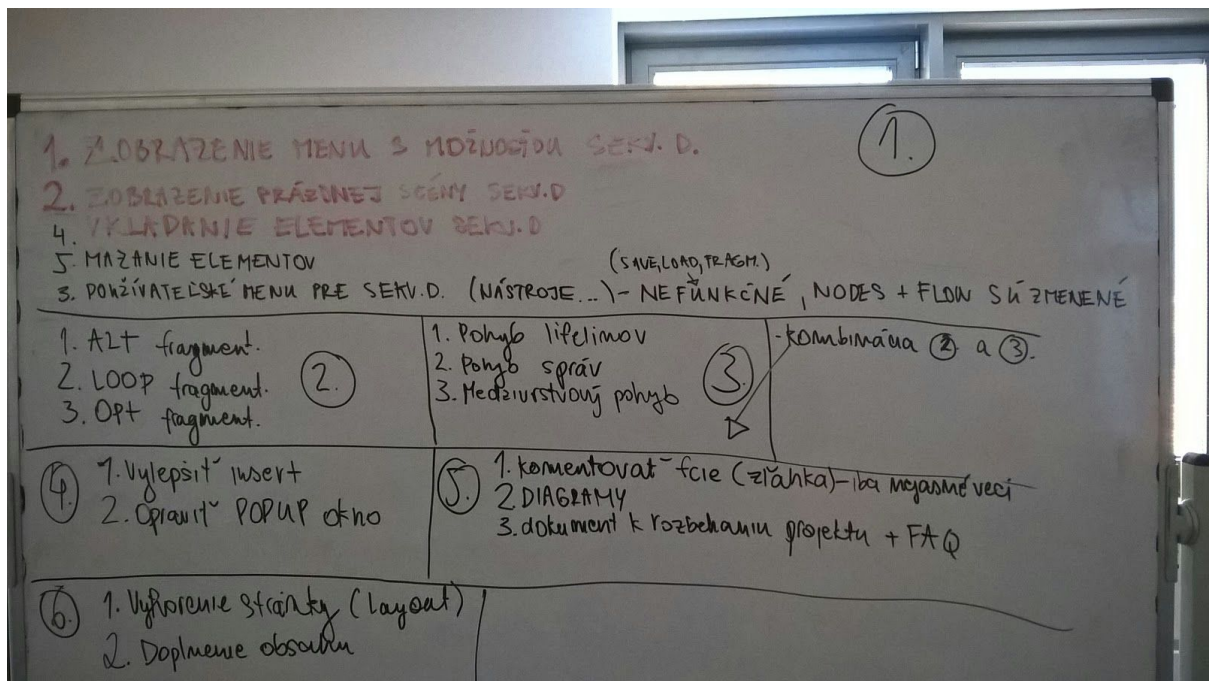 1.
1. ZOBRAZENIE MENU S MOŽNOSŤOU SEKV. D.
2. ZOBRAZENIE PRÁZDNEJ SCÉNY SEKV.D
4. VKLADANIE ELEMENTOV SEKV.D
5. MAZANIE ELEMENTOV
(SAVE, LOAD, FRAGM.)
3. POUŽÍVATEĽSKÉ MENU PRE SEKV.D. (NÁSTROJE...) - NEFUNKČNÉ, NODES + FLOW SÚ ZMENENÉ
2.
1. ALT fragment.
2. LOOP fragment.
3. OPt fragment.
3.
1. Pohyb lifelinov
2. Pohyb správ
3. Medzivrstvový pohyb
- Kombinácia 2 a 3.
4.
1. Vylepšiť insert
2. Opraviť POPUP okno
5.
1. komentovať fcie (zľahka) - iba nejasné veci
2. DIAGRAMY
3. dokument k rozbehaniu projektu + FAQ
6.
1. Vytvorenie stránky (layout)
2. Doplnenie obsahu